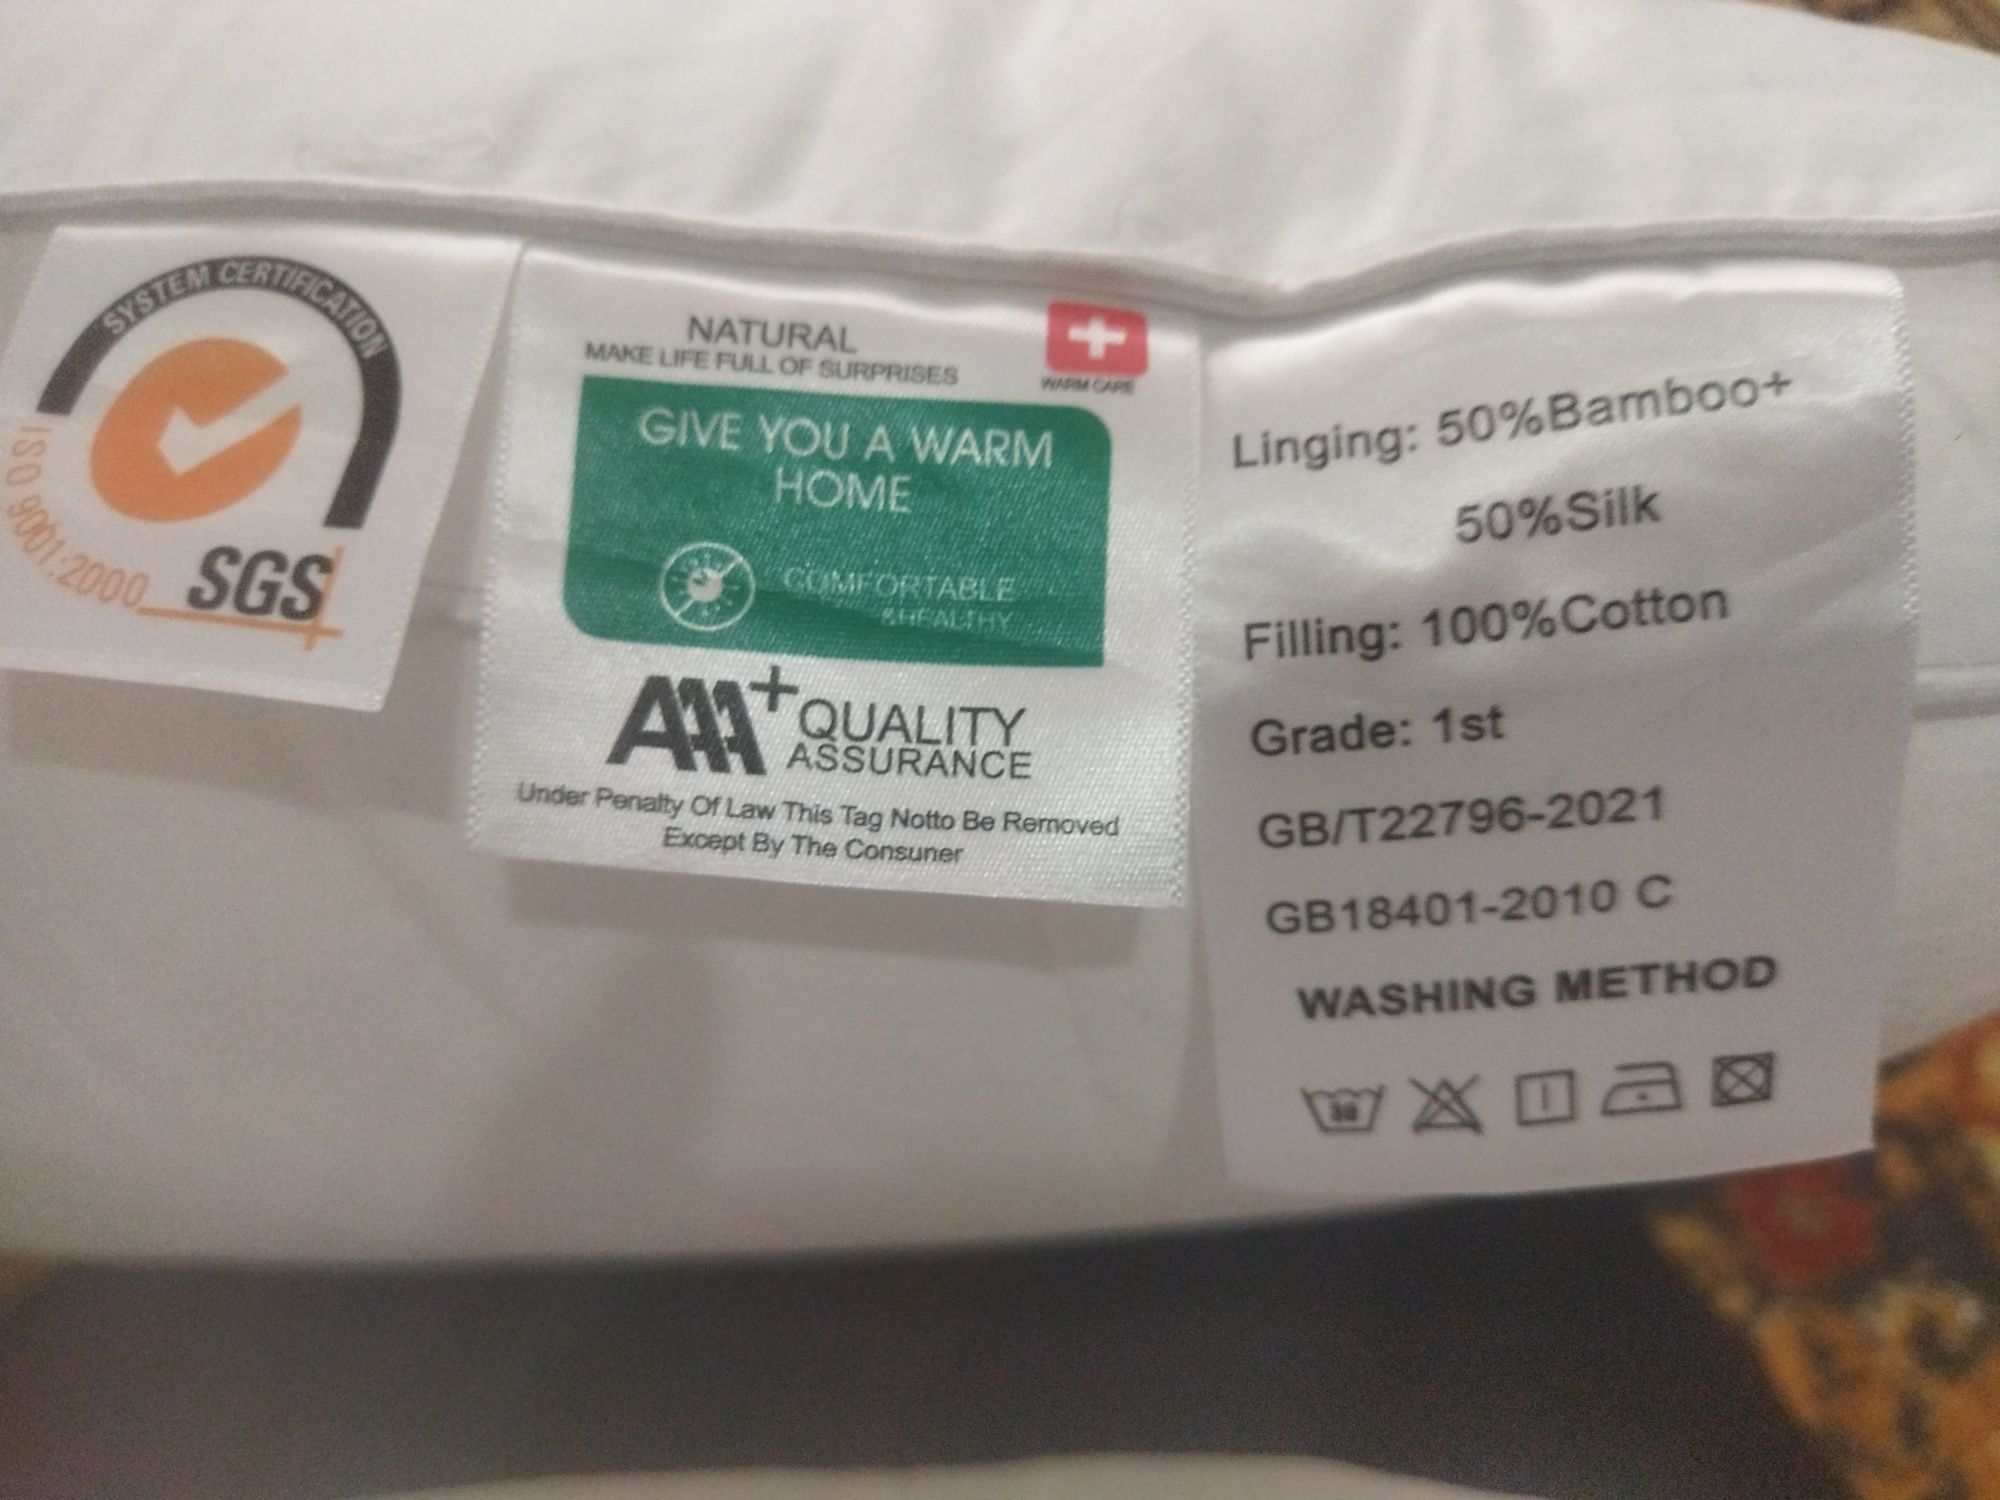 SYSTEM CERTIFICATION
ISO 9001:2000
SGS
NATURAL
MAKE LIFE FULL OF SURPRISES
WARM CARE
GIVE YOU A WARM
HOME
COMFORTABLE
&HEALTHY
AAA+ QUALITY
ASSURANCE
Under Penalty Of Law This Tag Notto Be Removed
Except By The Consuner
Linging: 50%Bamboo+
50%Silk
Filling: 100%Cotton
Grade: 1st
GB/T22796-2021
GB18401-2010 C
WASHING METHOD
30